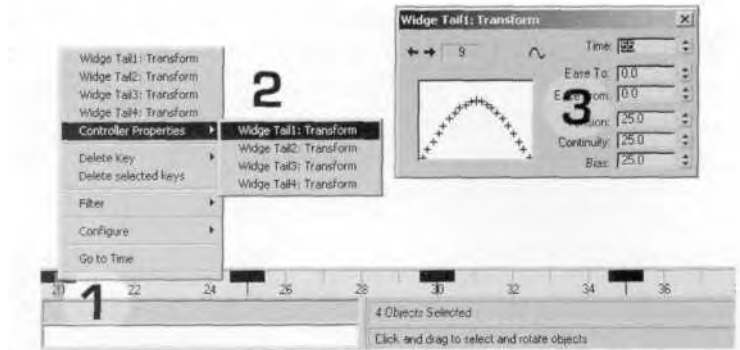 Widge Tail1: Transform
Widge Tail2: Transform
Widge Tail3: Transform
Widge Tail4: Transform
Controller Properties
Delete Key
Delete selected keys
Filter
Configure
Go to Time
2
Widge Tail1: Transform
Widge Tail2: Transform
Widge Tail3: Transform
Widge Tail4: Transform
Widge Tail1: Transform
9
Time:
Ease To: 0.0
Ease From: 0.0
3
25.0
Continuity: 25.0
Bias: 25.0
1
20 22 24 26 28 30 32 34 36
4 Objects Selected
Click and drag to select and rotate objects